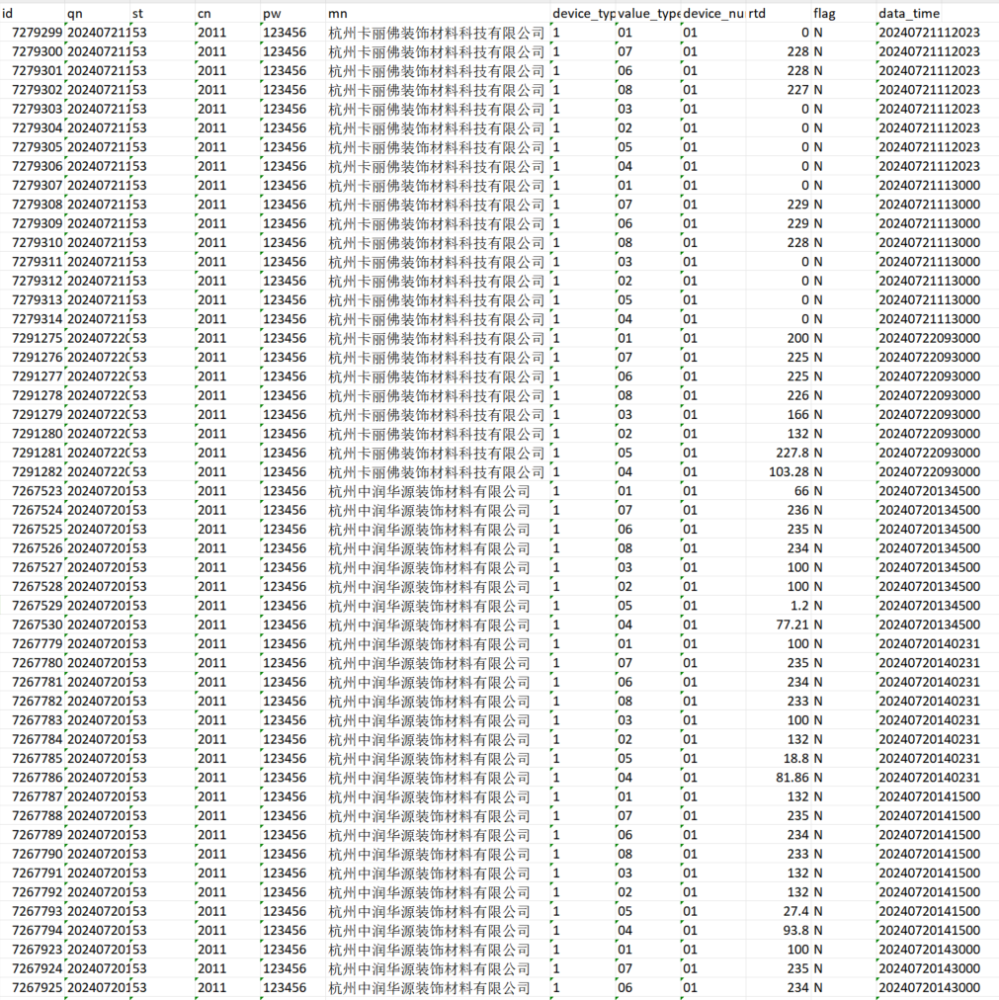 id qn st cn pw mn device_typ value_type device_nu rtd flag data_time
7279299 202407211 53 2011 123456 杭州卡丽佛装饰材料科技有限公司 1 01 01 0 N 20240721112023
7279300 202407211 53 2011 123456 杭州卡丽佛装饰材料科技有限公司 1 07 01 228 N 20240721112023
7279301 202407211 53 2011 123456 杭州卡丽佛装饰材料科技有限公司 1 06 01 228 N 20240721112023
7279302 202407211 53 2011 123456 杭州卡丽佛装饰材料科技有限公司 1 08 01 227 N 20240721112023
7279303 202407211 53 2011 123456 杭州卡丽佛装饰材料科技有限公司 1 03 01 0 N 20240721112023
7279304 202407211 53 2011 123456 杭州卡丽佛装饰材料科技有限公司 1 02 01 0 N 20240721112023
7279305 202407211 53 2011 123456 杭州卡丽佛装饰材料科技有限公司 1 05 01 0 N 20240721112023
7279306 202407211 53 2011 123456 杭州卡丽佛装饰材料科技有限公司 1 04 01 0 N 20240721112023
7279307 202407211 53 2011 123456 杭州卡丽佛装饰材料科技有限公司 1 01 01 0 N 20240721113000
7279308 202407211 53 2011 123456 杭州卡丽佛装饰材料科技有限公司 1 07 01 229 N 20240721113000
7279309 202407211 53 2011 123456 杭州卡丽佛装饰材料科技有限公司 1 06 01 229 N 20240721113000
7279310 202407211 53 2011 123456 杭州卡丽佛装饰材料科技有限公司 1 08 01 228 N 20240721113000
7279311 202407211 53 2011 123456 杭州卡丽佛装饰材料科技有限公司 1 03 01 0 N 20240721113000
7279312 202407211 53 2011 123456 杭州卡丽佛装饰材料科技有限公司 1 02 01 0 N 20240721113000
7279313 202407211 53 2011 123456 杭州卡丽佛装饰材料科技有限公司 1 05 01 0 N 20240721113000
7279314 202407211 53 2011 123456 杭州卡丽佛装饰材料科技有限公司 1 04 01 0 N 20240721113000
7291275 202407220 53 2011 123456 杭州卡丽佛装饰材料科技有限公司 1 01 01 200 N 20240722093000
7291276 202407220 53 2011 123456 杭州卡丽佛装饰材料科技有限公司 1 07 01 225 N 20240722093000
7291277 202407220 53 2011 123456 杭州卡丽佛装饰材料科技有限公司 1 06 01 225 N 20240722093000
7291278 202407220 53 2011 123456 杭州卡丽佛装饰材料科技有限公司 1 08 01 226 N 20240722093000
7291279 202407220 53 2011 123456 杭州卡丽佛装饰材料科技有限公司 1 03 01 166 N 20240722093000
7291280 202407220 53 2011 123456 杭州卡丽佛装饰材料科技有限公司 1 02 01 132 N 20240722093000
7291281 202407220 53 2011 123456 杭州卡丽佛装饰材料科技有限公司 1 05 01 227.8 N 20240722093000
7291282 202407220 53 2011 123456 杭州卡丽佛装饰材料科技有限公司 1 04 01 103.28 N 20240722093000
7267523 202407201 53 2011 123456 杭州中润华源装饰材料有限公司 1 01 01 66 N 20240720134500
7267524 202407201 53 2011 123456 杭州中润华源装饰材料有限公司 1 07 01 236 N 20240720134500
7267525 202407201 53 2011 123456 杭州中润华源装饰材料有限公司 1 06 01 235 N 20240720134500
7267526 202407201 53 2011 123456 杭州中润华源装饰材料有限公司 1 08 01 234 N 20240720134500
7267527 202407201 53 2011 123456 杭州中润华源装饰材料有限公司 1 03 01 100 N 20240720134500
7267528 202407201 53 2011 123456 杭州中润华源装饰材料有限公司 1 02 01 100 N 20240720134500
7267529 202407201 53 2011 123456 杭州中润华源装饰材料有限公司 1 05 01 1.2 N 20240720134500
7267530 202407201 53 2011 123456 杭州中润华源装饰材料有限公司 1 04 01 77.21 N 20240720134500
7267779 202407201 53 2011 123456 杭州中润华源装饰材料有限公司 1 01 01 100 N 20240720140231
7267780 202407201 53 2011 123456 杭州中润华源装饰材料有限公司 1 07 01 235 N 20240720140231
7267781 202407201 53 2011 123456 杭州中润华源装饰材料有限公司 1 06 01 234 N 20240720140231
7267782 202407201 53 2011 123456 杭州中润华源装饰材料有限公司 1 08 01 233 N 20240720140231
7267783 202407201 53 2011 123456 杭州中润华源装饰材料有限公司 1 03 01 100 N 20240720140231
7267784 202407201 53 2011 123456 杭州中润华源装饰材料有限公司 1 02 01 132 N 20240720140231
7267785 202407201 53 2011 123456 杭州中润华源装饰材料有限公司 1 05 01 18.8 N 20240720140231
7267786 202407201 53 2011 123456 杭州中润华源装饰材料有限公司 1 04 01 81.86 N 20240720140231
7267787 202407201 53 2011 123456 杭州中润华源装饰材料有限公司 1 01 01 132 N 20240720141500
7267788 202407201 53 2011 123456 杭州中润华源装饰材料有限公司 1 07 01 235 N 20240720141500
7267789 202407201 53 2011 123456 杭州中润华源装饰材料有限公司 1 06 01 234 N 20240720141500
7267790 202407201 53 2011 123456 杭州中润华源装饰材料有限公司 1 08 01 233 N 20240720141500
7267791 202407201 53 2011 123456 杭州中润华源装饰材料有限公司 1 03 01 132 N 20240720141500
7267792 202407201 53 2011 123456 杭州中润华源装饰材料有限公司 1 02 01 132 N 20240720141500
7267793 202407201 53 2011 123456 杭州中润华源装饰材料有限公司 1 05 01 27.4 N 20240720141500
7267794 202407201 53 2011 123456 杭州中润华源装饰材料有限公司 1 04 01 93.8 N 20240720141500
7267923 202407201 53 2011 123456 杭州中润华源装饰材料有限公司 1 01 01 100 N 20240720143000
7267924 202407201 53 2011 123456 杭州中润华源装饰材料有限公司 1 07 01 235 N 20240720143000
7267925 202407201 53 2011 123456 杭州中润华源装饰材料有限公司 1 06 01 234 N 20240720143000